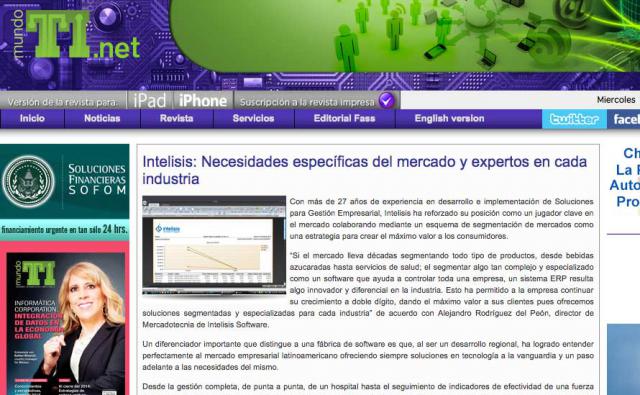 mundo
TI.net
Versión de la revista para:
iPad
iPhone
Suscripción a la revista impresa
Miercoles
Inicio
Noticias
Revista
Servicios
Editorial Fass
English version
twitter
face
SOLUCIONES
FINANCIERAS
SOFOM
financiamiento urgente en tan sólo 24 hrs.
mundo
TI
INFORMÁTICA
CORPORATION.
INTEGRACIÓN
DE DATOS EN
LA ECONOMÍA
GLOBAL
Intelisis: Necesidades específicas del mercado y expertos en cada
industria
intelisis
Con más de 27 años de experiencia en desarrollo e implementación de Soluciones
para Gestión Empresarial, Intelisis ha reforzado su posición como un jugador clave en
el mercado colaborando mediante un esquema de segmentación de mercados como
una estrategia para crear el máximo valor a los consumidores.
"Si el mercado lleva décadas segmentando todo tipo de productos, desde bebidas
azucaradas hasta servicios de salud; el segmentar algo tan complejo y especializado
como un software que ayuda a controlar toda una empresa, un sistema ERP resulta
algo innovador y diferencial en la industria. Esto ha permitido a la empresa continuar
su crecimiento a doble dígito, dando el máximo valor a sus clientes pues ofrecemos
soluciones segmentadas y especializadas para cada industria" de acuerdo con Alejandro Rodríguez del Peón, director de
Mercadotecnia de Intelisis Software.
Un diferenciador importante que distingue a una fábrica de software es que, al ser un desarrollo regional, ha logrado entender
perfectamente al mercado empresarial latinoamericano ofreciendo siempre soluciones en tecnología a la vanguardia y un paso
adelante a las necesidades del mismo.
Desde la gestión completa, de punta a punta, de un hospital hasta el seguimiento de indicadores de efectividad de una fuerza
Ch
La P
Auto
Pro